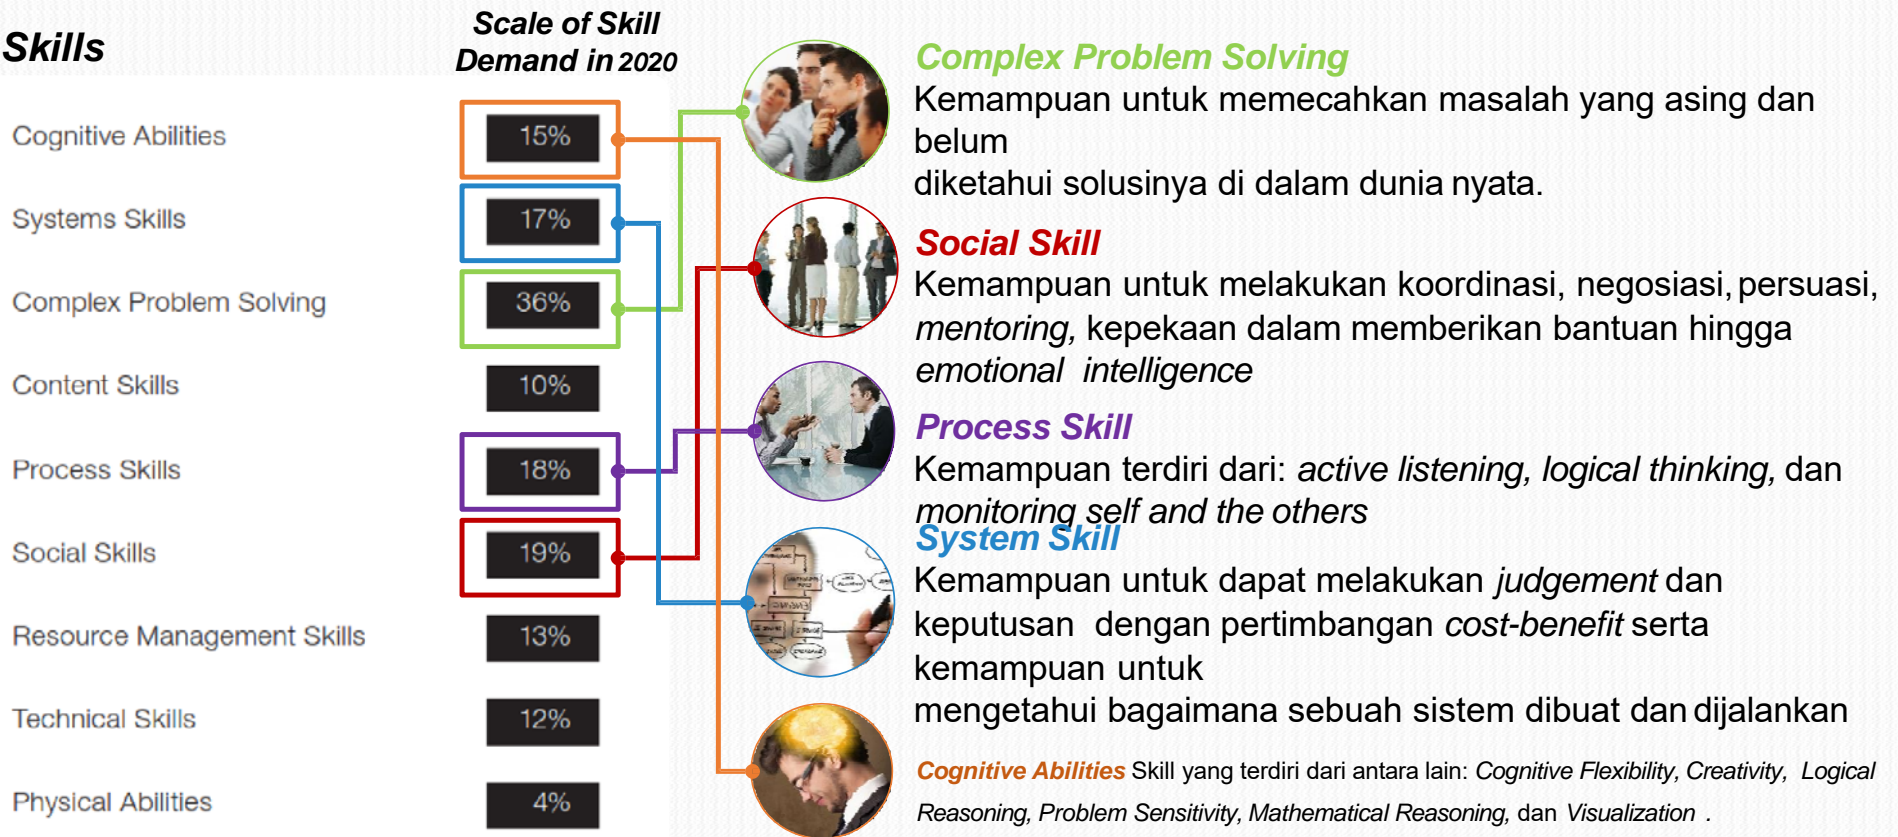 Skills
Scale of Skill
Demand in 2020
Cognitive Abilities 15%
Systems Skills 17%
Complex Problem Solving 36%
Content Skills 10%
Process Skills 18%
Social Skills 19%
Resource Management Skills 13%
Technical Skills 12%
Physical Abilities 4%
Complex Problem Solving
Kemampuan untuk memecahkan masalah yang asing dan
belum
diketahui solusinya di dalam dunia nyata.
Social Skill
Kemampuan untuk melakukan koordinasi, negosiasi, persuasi,
mentoring, kepekaan dalam memberikan bantuan hingga
emotional intelligence
Process Skill
Kemampuan terdiri dari: active listening, logical thinking, dan
monitoring self and the others
System Skill
Kemampuan untuk dapat melakukan judgement dan
keputusan dengan pertimbangan cost-benefit serta
kemampuan untuk
mengetahui bagaimana sebuah sistem dibuat dan dijalankan
Cognitive Abilities Skill yang terdiri dari antara lain: Cognitive Flexibility, Creativity, Logical
Reasoning, Problem Sensitivity, Mathematical Reasoning, dan Visualization .